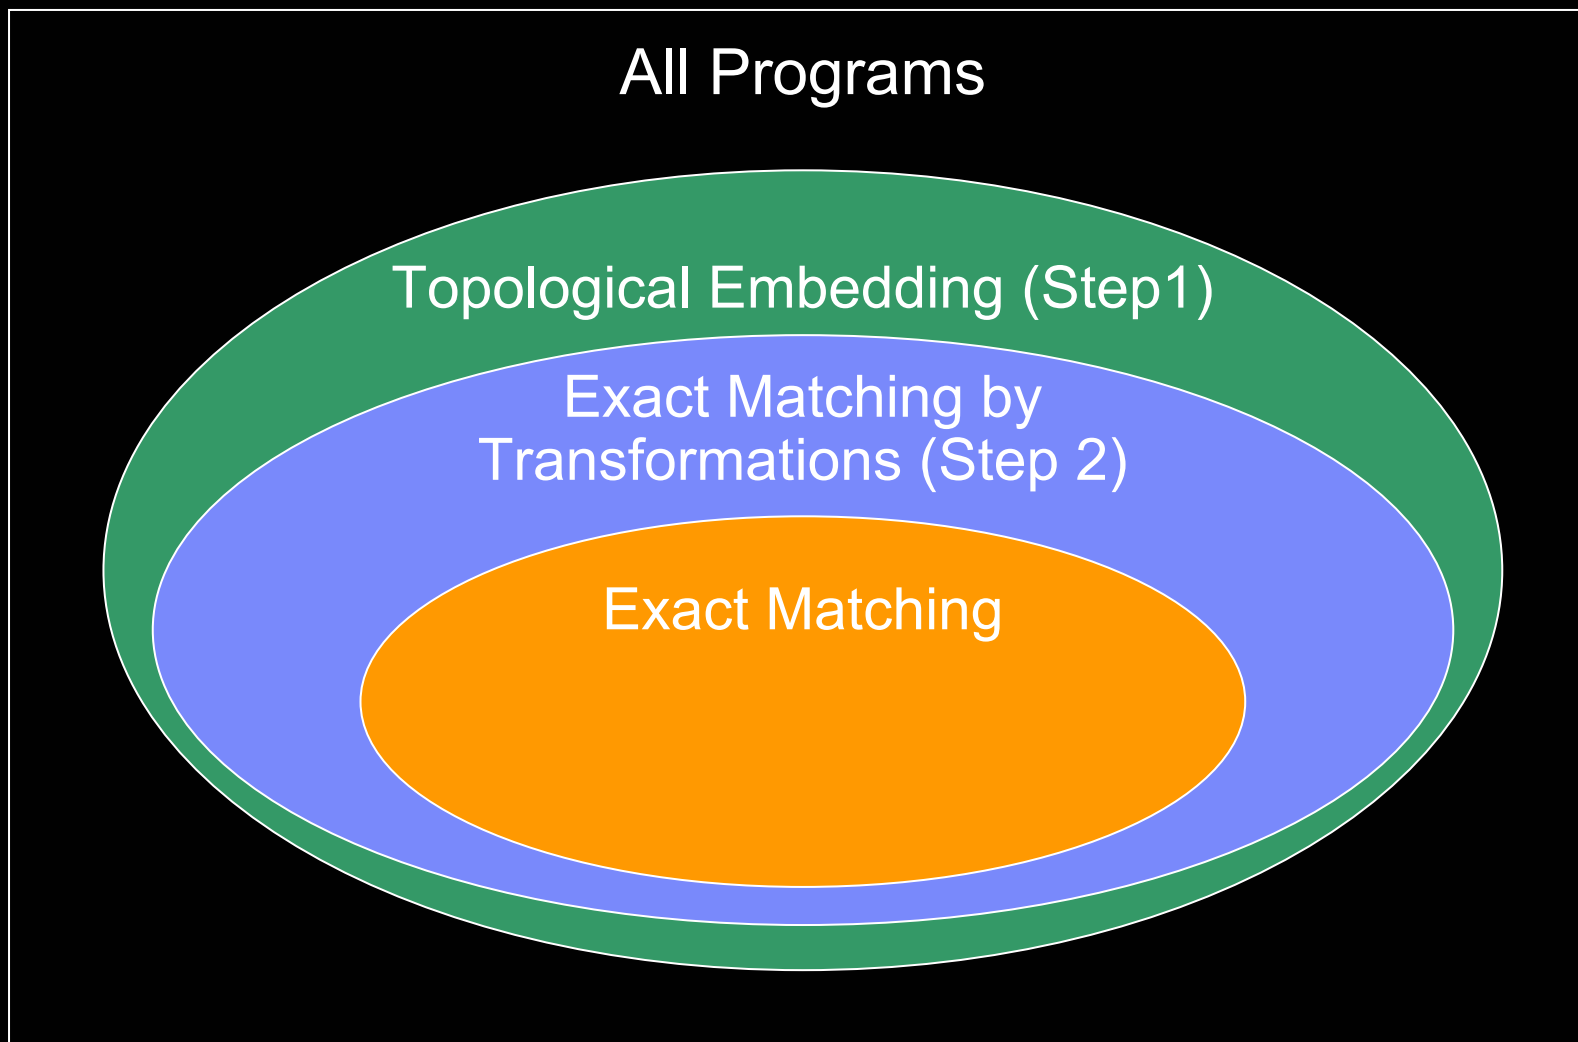 All Programs
Topological Embedding (Step1)
Exact Matching by
Transformations (Step 2)
Exact Matching